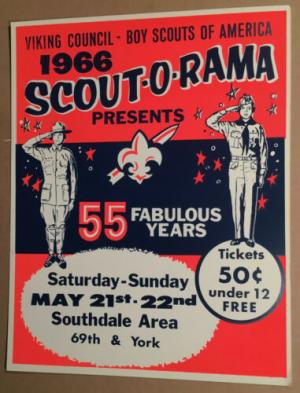 VIKING COUNCIL - BOY SCOUTS OF AMERICA
1966
SCOUT-O-RAMA
PRESENTS
55 FABULOUS
YEARS
Tickets
50¢
under 12
FREE
Saturday-Sunday
MAY 21st-22nd
Southdale Area
69th & York